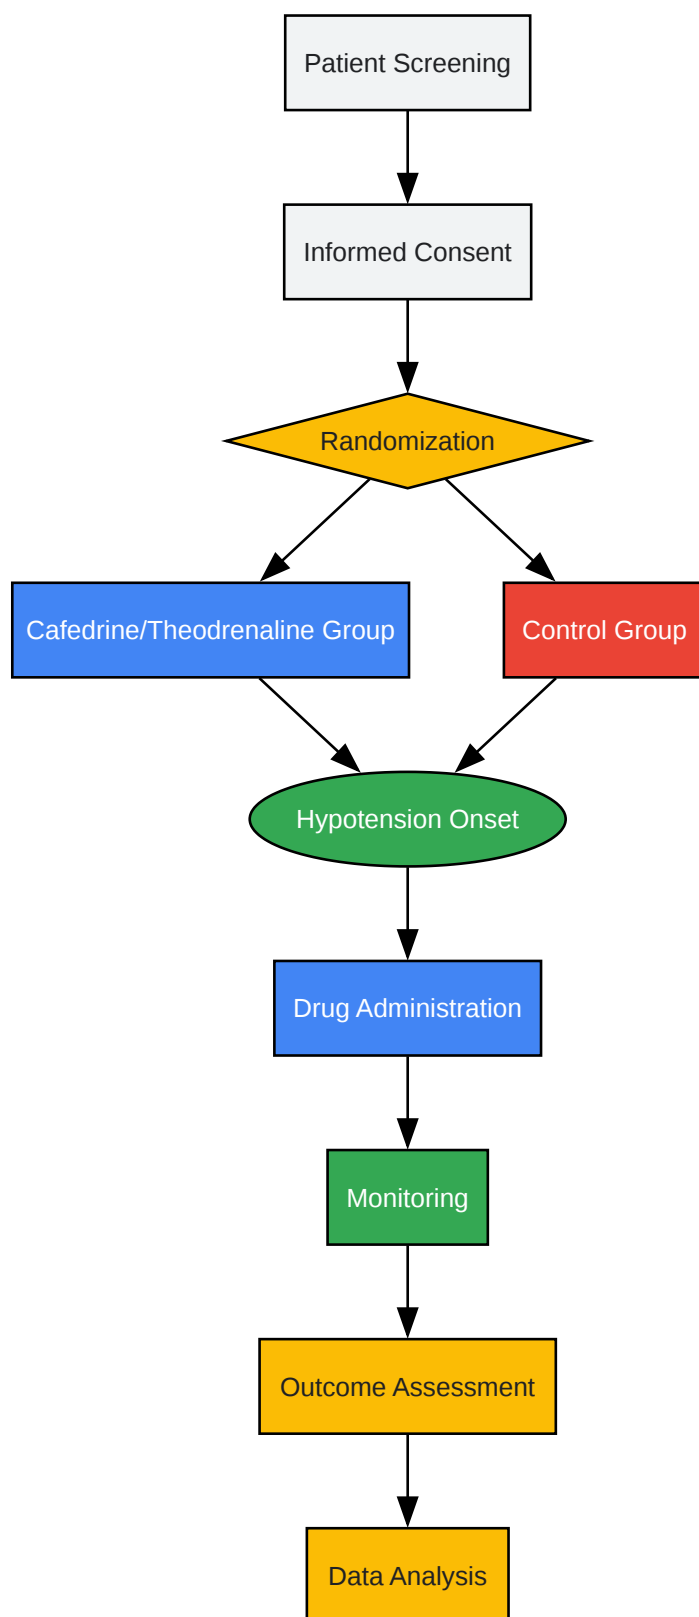 Patient Screening
Informed Consent
Randomization
Cafedrine/Theodrenaline Group
Control Group
Hypotension Onset
Drug Administration
Monitoring
Outcome Assessment
Data Analysis